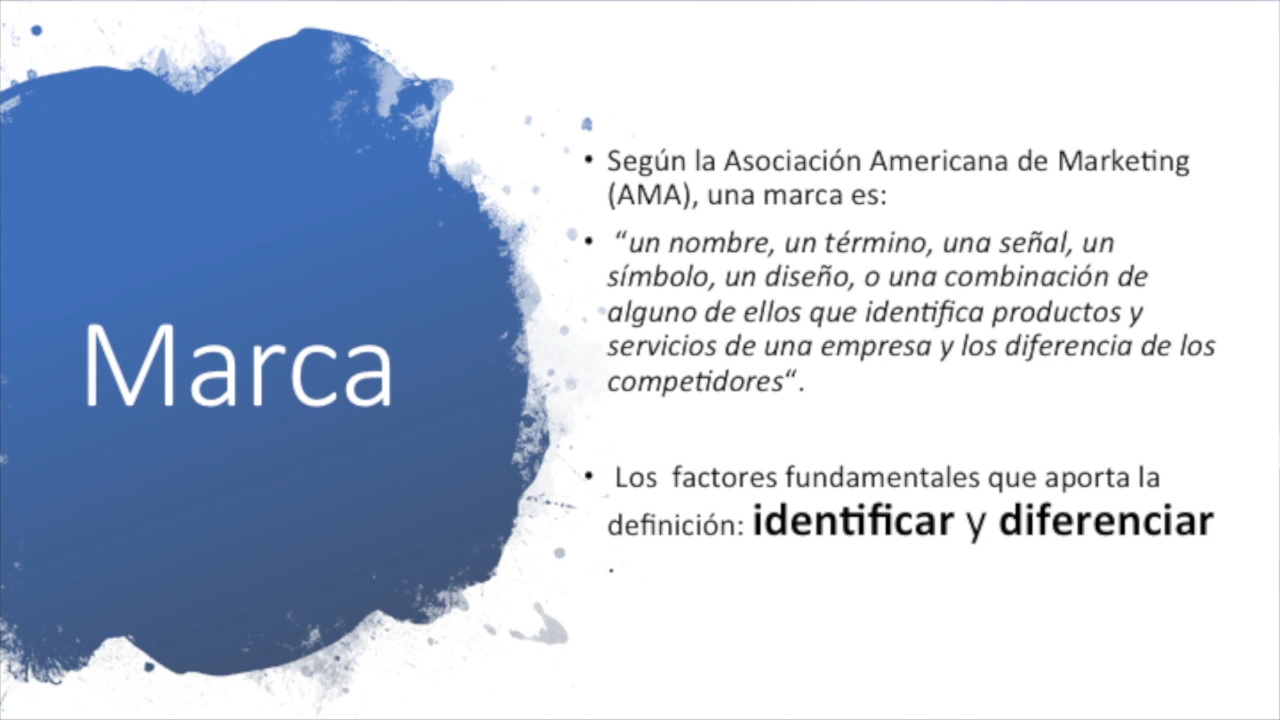 Marca
• Según la Asociación Americana de Marketing
(AMA), una marca es:
• “un nombre, un término, una señal, un
símbolo, un diseño, o una combinación de
alguno de ellos que identifica productos y
servicios de una empresa y los diferencia de los
competidores“.
• Los  factores fundamentales que aporta la
definición: identificar y diferenciar
.